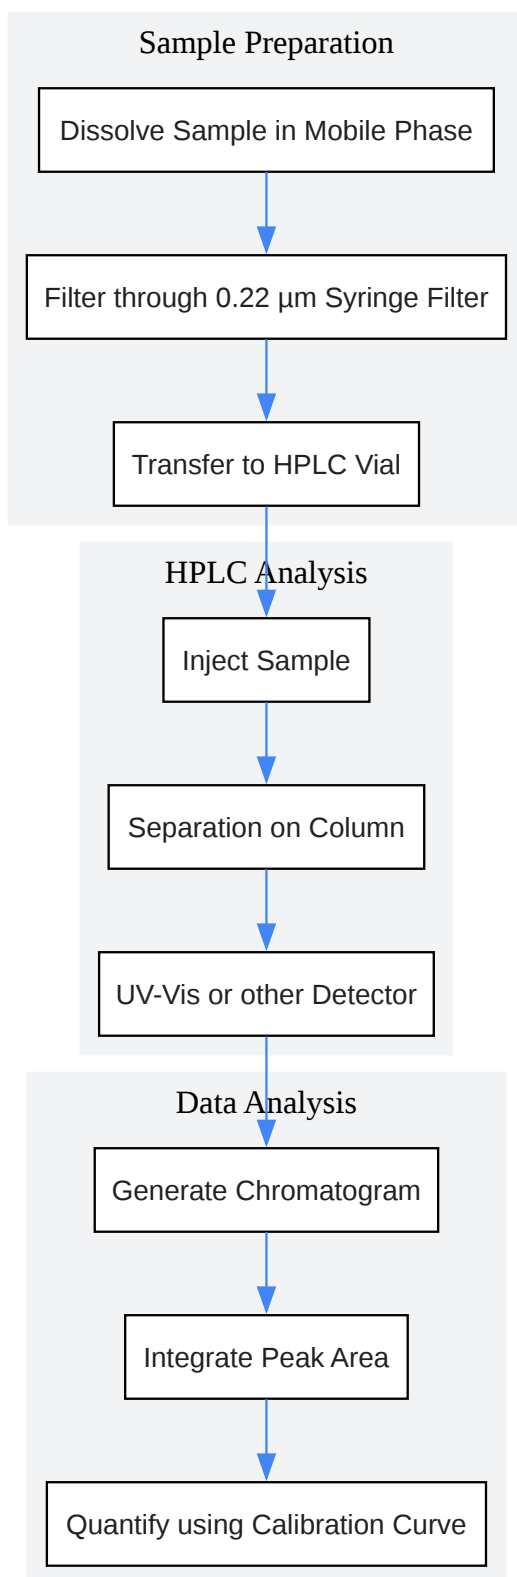 Sample Preparation
Dissolve Sample in Mobile Phase
Filter through 0.22 µm Syringe Filter
Transfer to HPLC Vial
HPLC Analysis
Inject Sample
Separation on Column
UV-Vis or other Detector
Data Analysis
Generate Chromatogram
Integrate Peak Area
Quantify using Calibration Curve